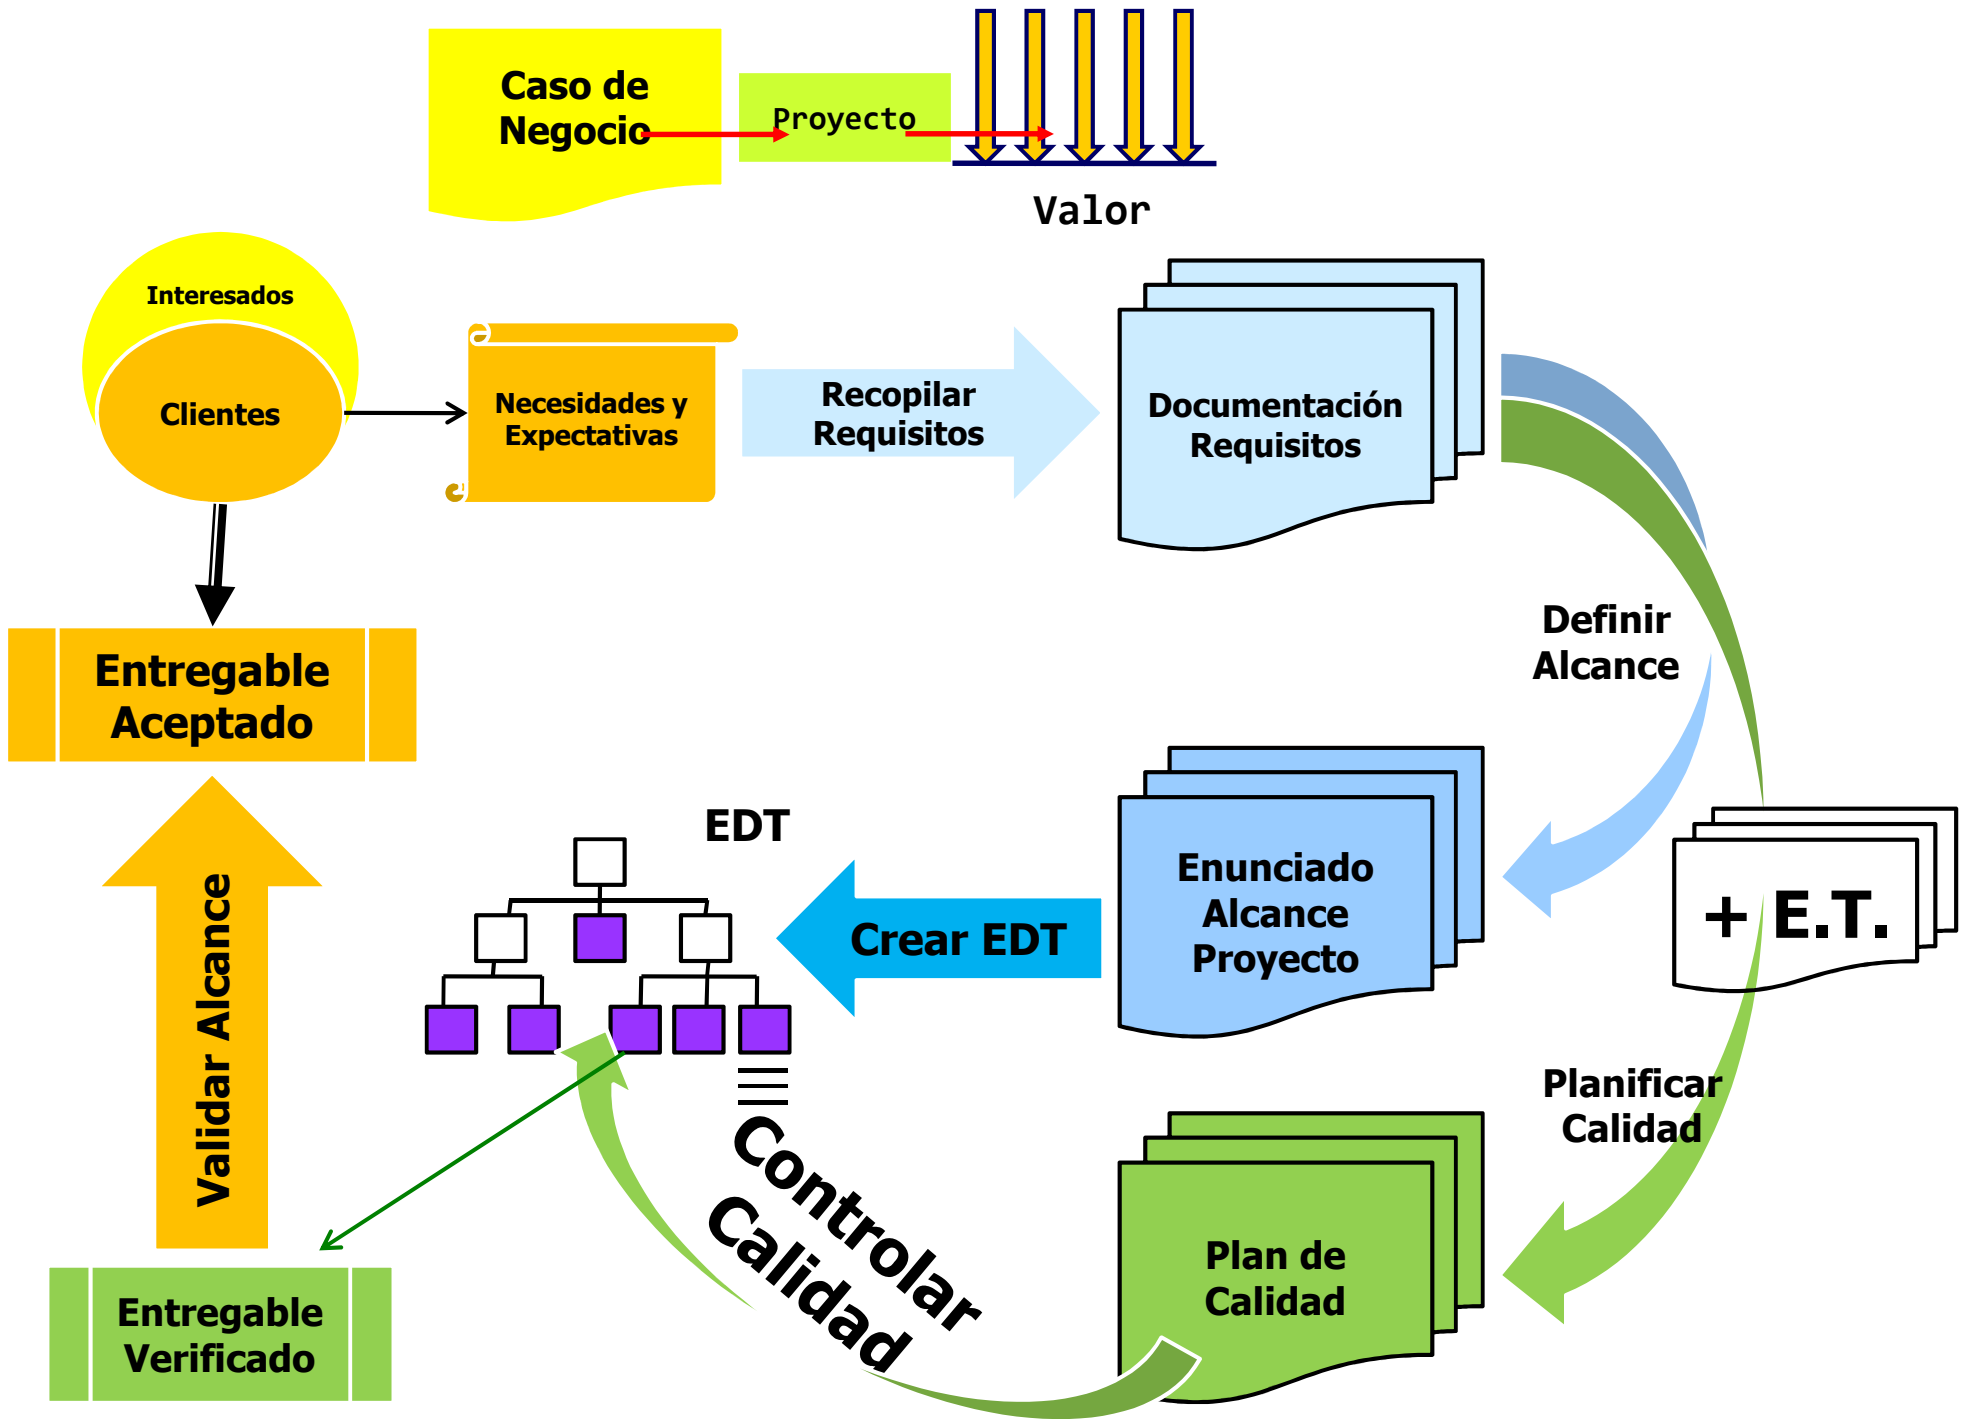 Caso de
Negocio
Proyecto
Valor
Interesados
Clientes
Necesidades y
Expectativas
Recopilar
Requisitos
Documentación
Requisitos
Definir
Alcance
Entregable
Aceptado
EDT
Crear EDT
Enunciado
Alcance
Proyecto
+ E.T.
Validar Alcance
Planificar
Calidad
Controlar
Calidad
Plan de
Calidad
Entregable
Verificado